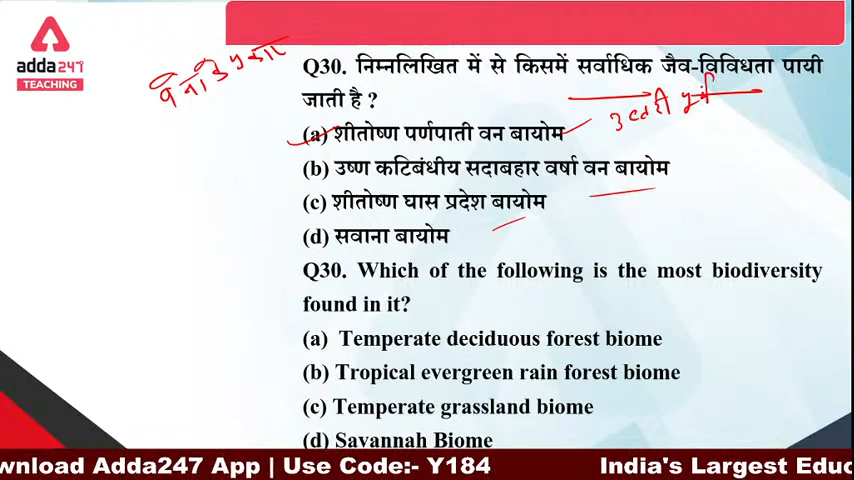 adda247
TEACHING
Q30. निम्नलिखित में से किसमें सर्वाधिक जैव-विविधता पायी
जाती है ?
(a) शीतोष्ण पर्णपाती वन बायोम
(b) उष्ण कटिबंधीय सदाबहार वर्षा वन बायोम
(c) शीतोष्ण घास प्रदेश बायोम
(d) सवाना बायोम
Q30. Which of the following is the most biodiversity
found in it?
(a) Temperate deciduous forest biome
(b) Tropical evergreen rain forest biome
(c) Temperate grassland biome
(d) Savannah Biome
wnload Adda247 App | Use Code:- Y184 India's Largest Educ